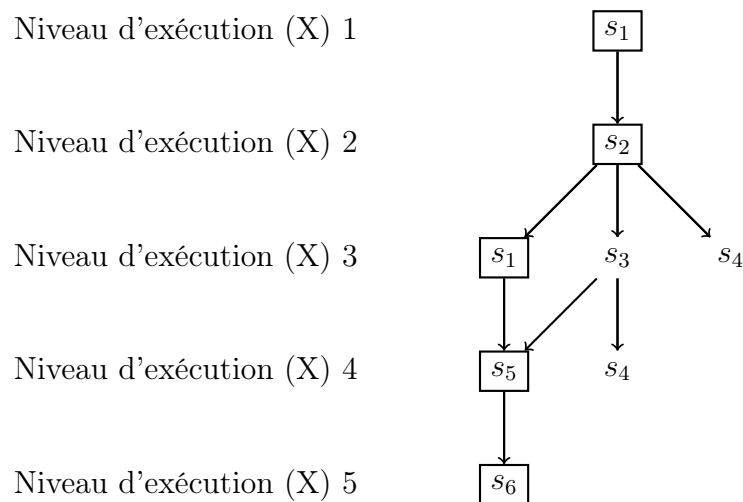 Niveau d'exécution (X) 1 s₁
Niveau d'exécution (X) 2 s₂
Niveau d'exécution (X) 3 s₁ s₃ s₄
Niveau d'exécution (X) 4 s₅ s₄
Niveau d'exécution (X) 5 s₆